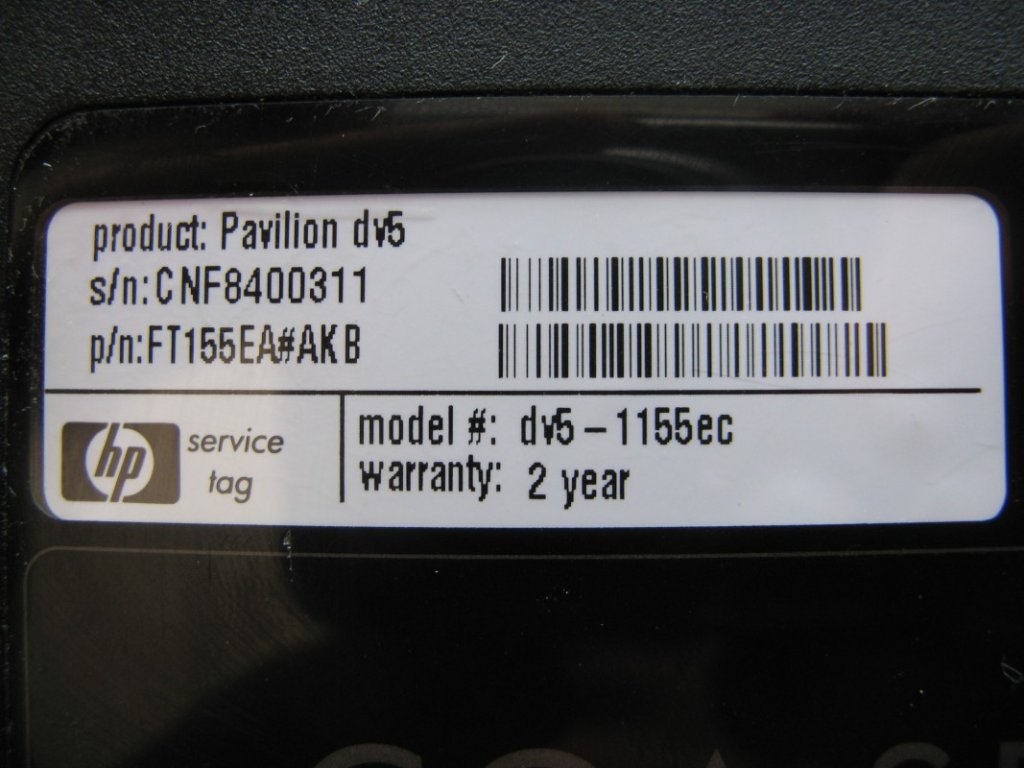 product: Pavilion dv5
s/n:CNF8400311
p/n:FT155EA#AKB
hp
service
tag
model #: dv5-1155ec
warranty: 2 year